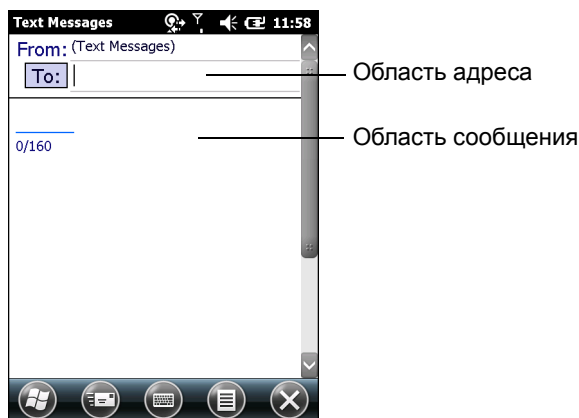 Text Messages 11:58
From: (Text Messages)
To:
Область адреса
Область сообщения
0/160